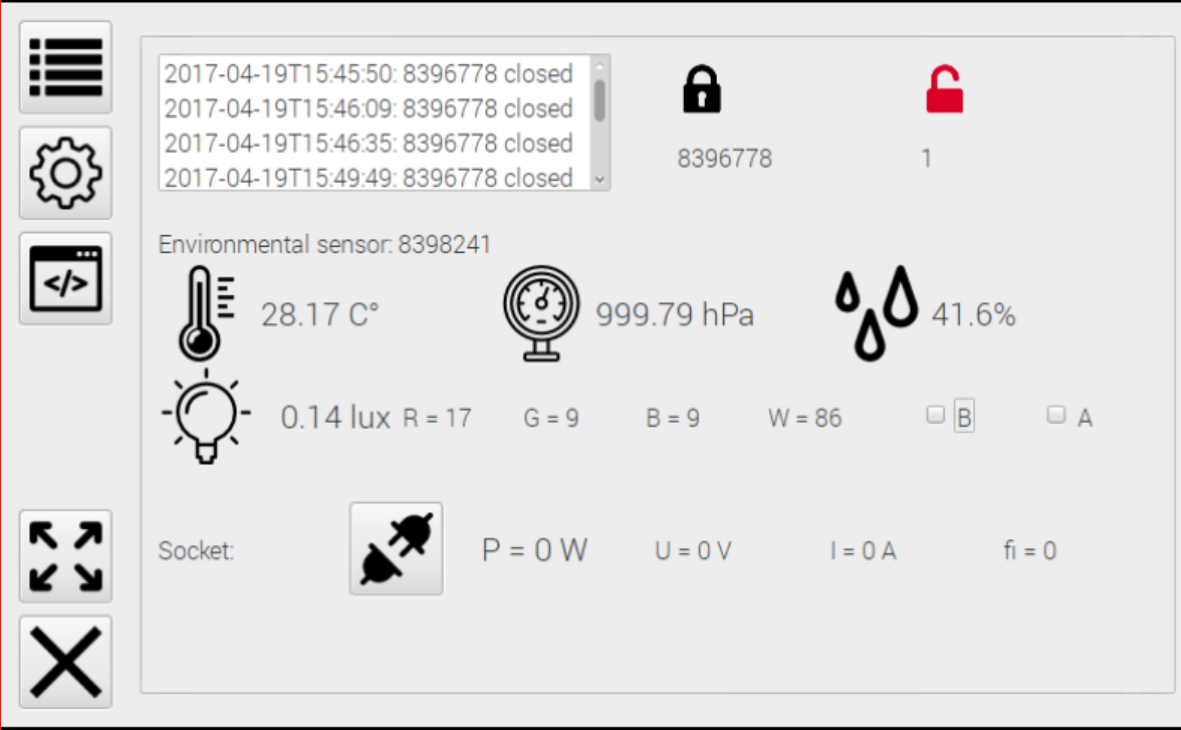 2017-04-19T15:45:50: 8396778 closed
2017-04-19T15:46:09: 8396778 closed
2017-04-19T15:46:35: 8396778 closed
2017-04-19T15:49:49: 8396778 closed
8396778 1
Environmental sensor: 8398241
28.17 C° 999.79 hPa 41.6%
0.14 lux R = 17 G = 9 B = 9 W = 86 B A
Socket: P = 0 W U = 0 V I = 0 A fi = 0